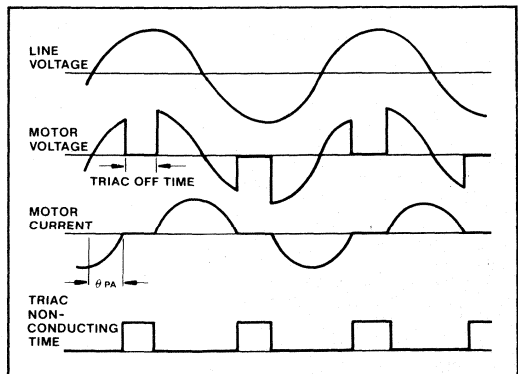 LINE
VOLTAGE
MOTOR
VOLTAGE
TRIAC OFF TIME
MOTOR
CURRENT
θ PA
TRIAC
NON-
CONDUCTING
TIME